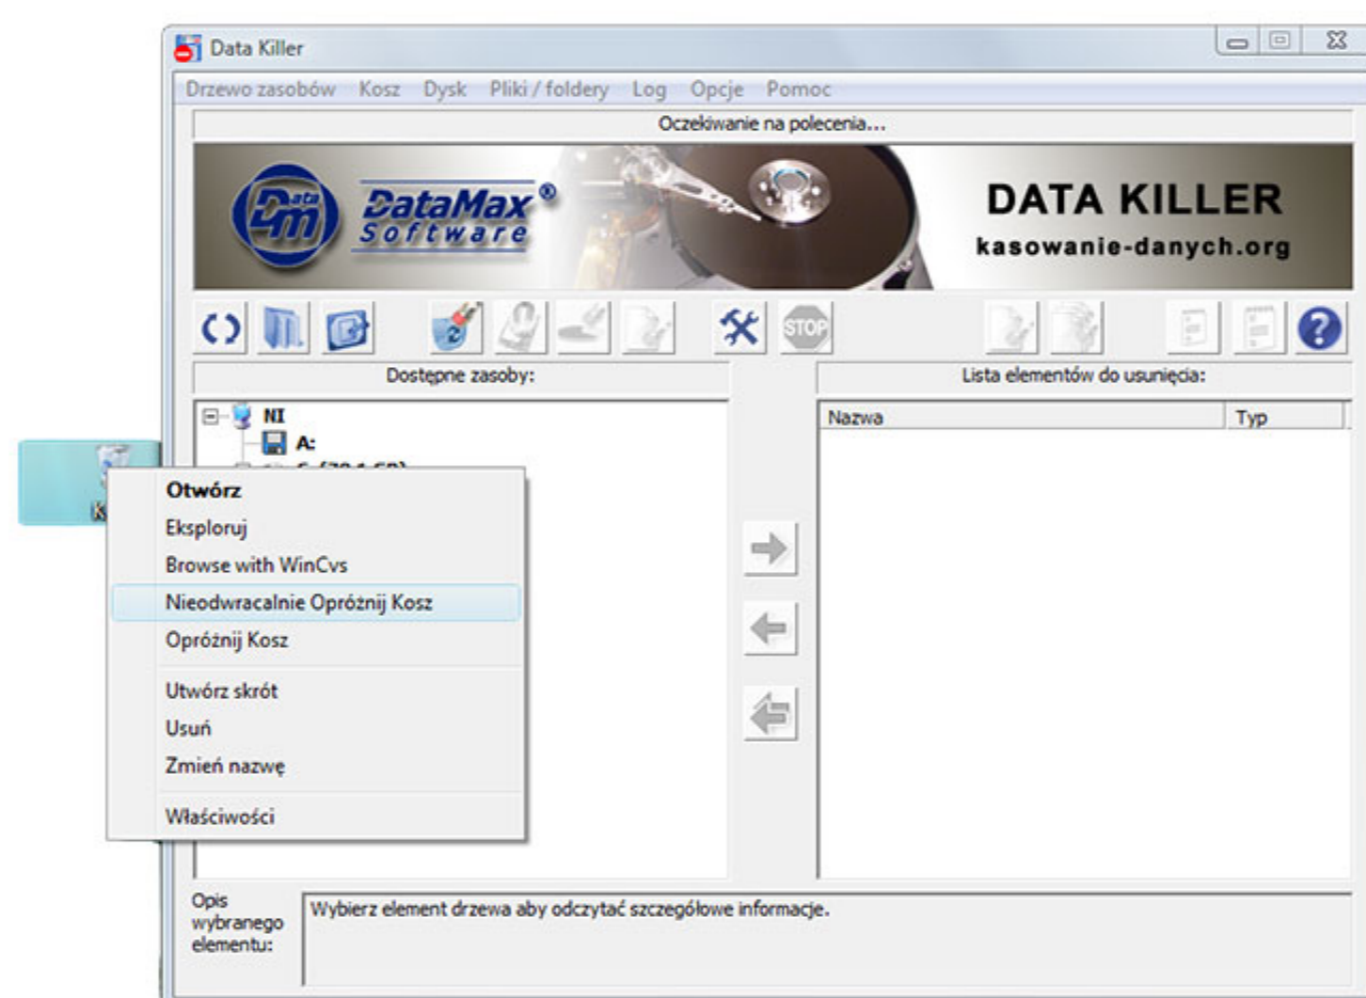 Data Killer
Drzewo zasobów Kosz Dysk Pliki / foldery Log Opcje Pomoc
Oczekiwanie na polecenia...
Data
Dm
DataMax®
Software
DATA KILLER
kasowanie-danych.org
STOP
?
Dostępne zasoby:
Lista elementów do usunięcia:
NI
A:
Nazwa Typ
Otwórz
Eksploruj
Browse with WinCvs
Nieodwracalnie Opróżnij Kosz
Opróżnij Kosz
Utwórz skrót
Usuń
Zmień nazwę
Właściwości
Opis
wybranego
elementu:
Wybierz element drzewa aby odczytać szczegółowe informacje.